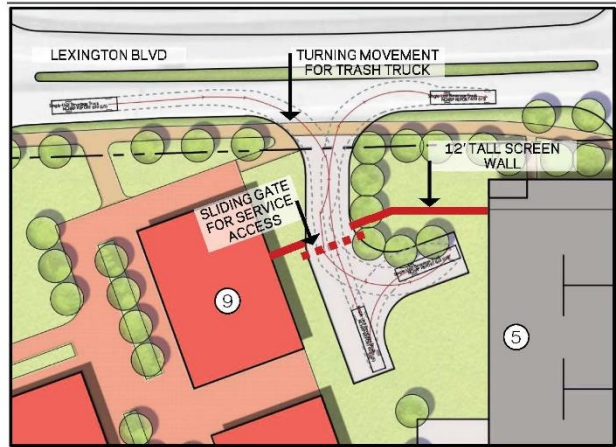 LEXINGTON BLVD
TURNING MOVEMENT
FOR TRASH TRUCK
12' TALL SCREEN
WALL
SLIDING GATE
FOR SERVICE
ACCESS
9
5